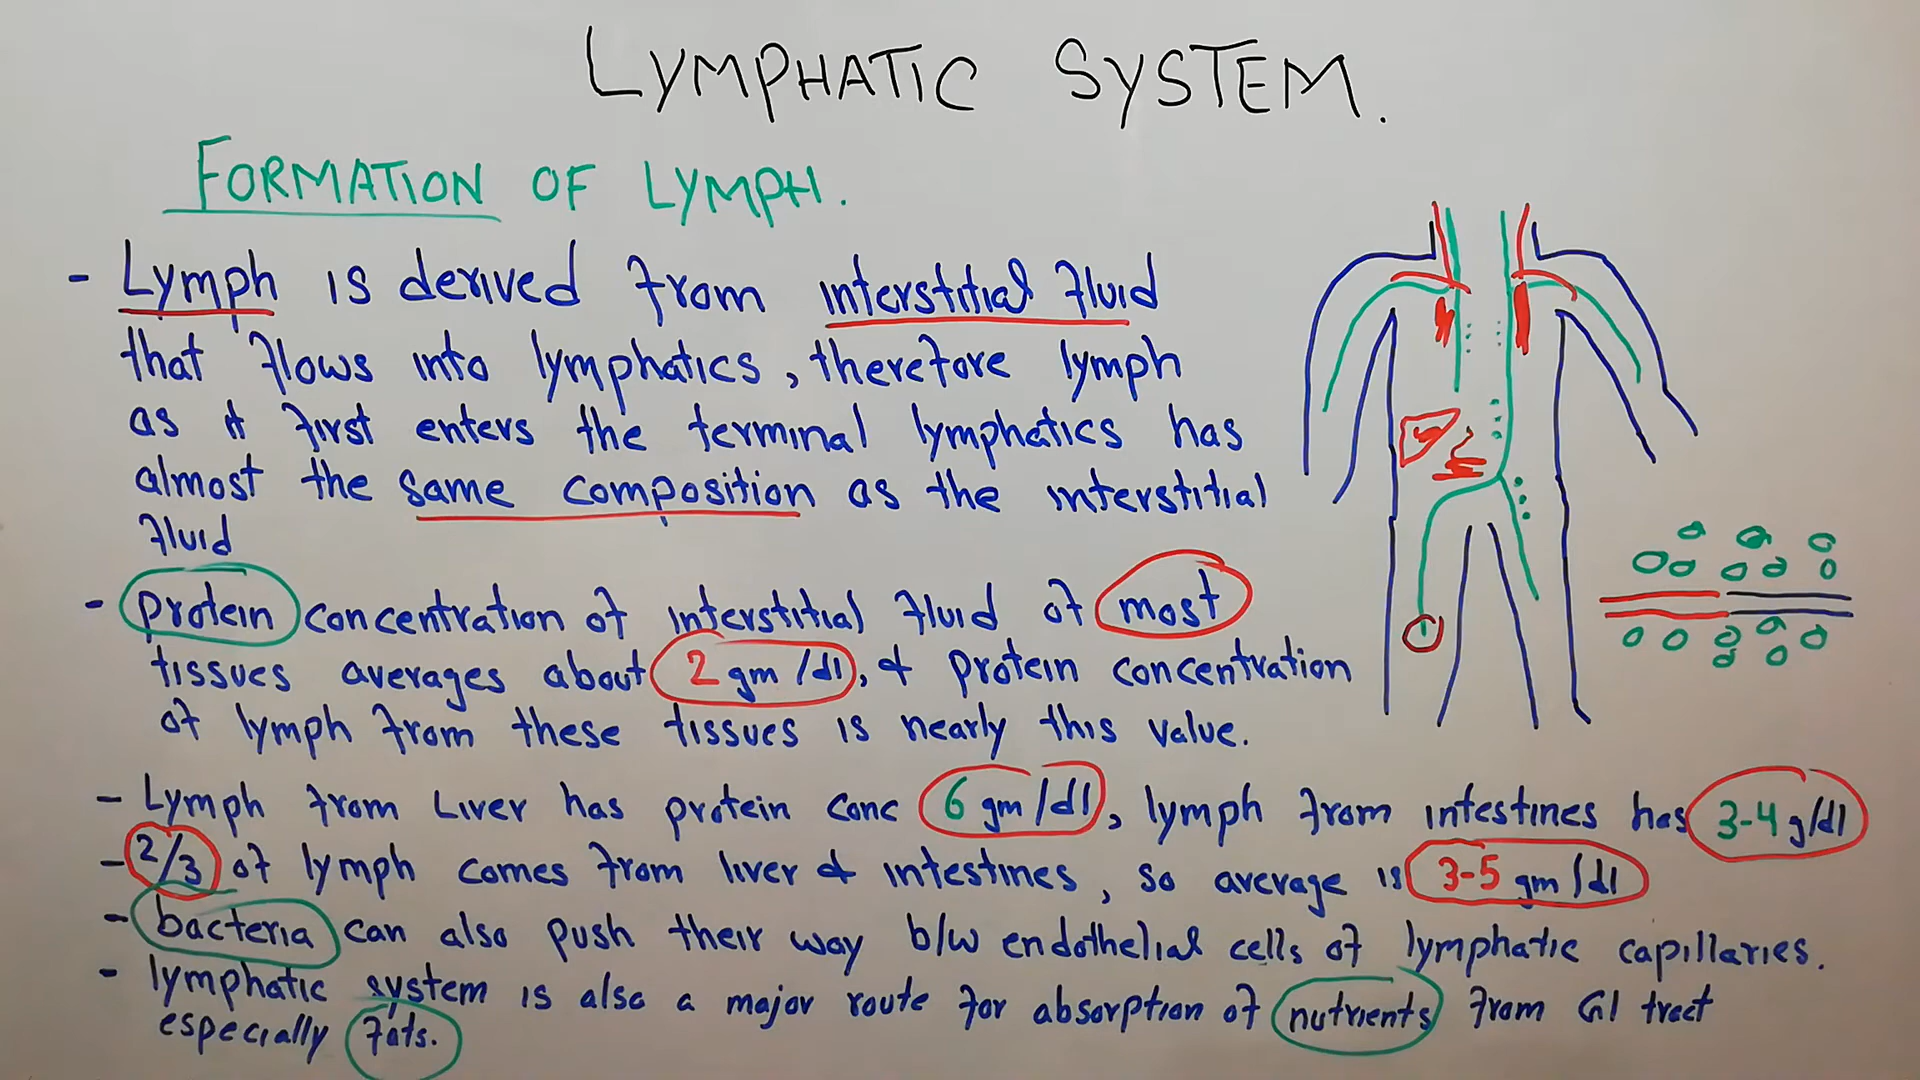 LYMPHATIC SYSTEM.
FORMATION OF LYMPH.
- Lymph is derived from interstitial fluid
that flows into lymphatics, therefore lymph
as it first enters the terminal lymphatics has
almost the same composition as the interstitial
fluid
- protein concentration of interstitial fluid of most
tissues averages about 2 gm/dl, & protein concentration
of lymph from these tissues is nearly this value.
- Lymph from Liver has protein conc 6 gm/dl, lymph from intestines has 3-4 g/dl
- 2/3 of lymph comes from liver & intestines, so average is 3-5 gm/dl
- bacteria can also push their way b/w endothelial cells of lymphatic capillaries.
- lymphatic system is also a major route for absorption of nutrients from GI tract
especially fats.